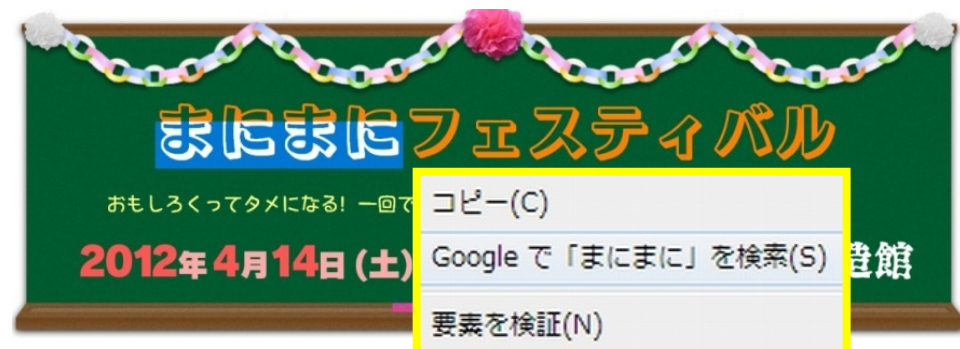 まにまにフェスティバル
おもしろくってタメになる! 一回で
コピー(C)
2012年4月14日(土)
Google で「まにまに」を検索(S)
造館
要素を検証(N)